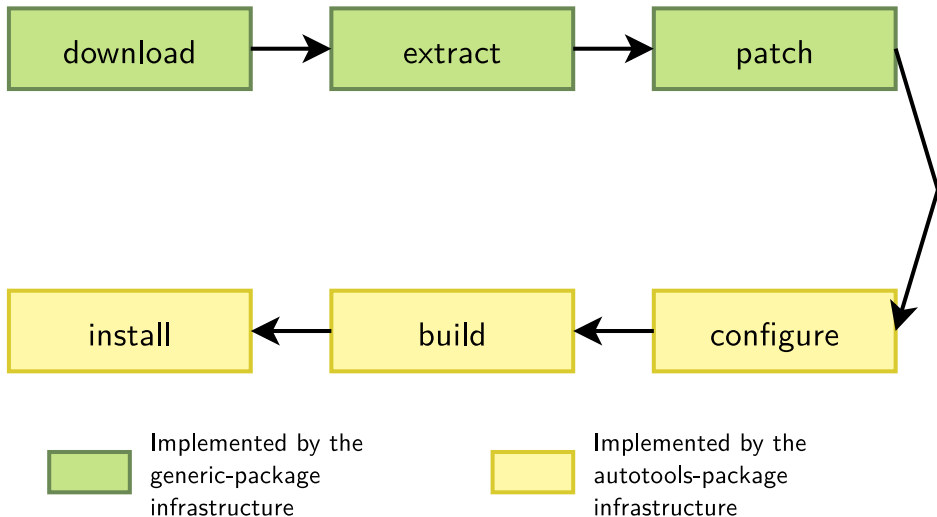 download
extract
patch
install
build
configure
Implemented by the
generic-package
infrastructure
Implemented by the
autotools-package
infrastructure